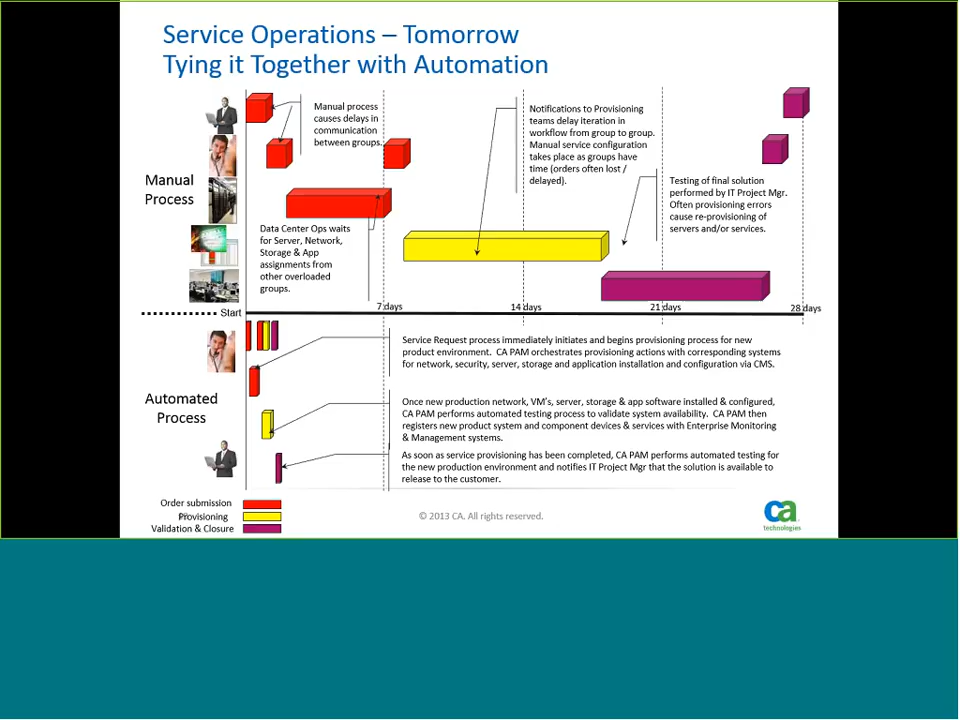 Service Operations – Tomorrow
Tying it Together with Automation
Manual process
causes delays in
communication
between groups.
Notifications to Provisioning
teams delay iteration in
workflow from group to group.
Manual service configuration
takes place as groups have
time (orders often lost /
delayed).
Manual
Process
Testing of final solution
performed by IT Project Mgr.
Often provisioning errors
cause re-provisioning of
servers and/or services.
Data Center Ops waits
for Server, Network,
Storage & App
assignments from
other overloaded
groups.
Start
7 days
14 days
21 days
28 days
Service Request process immediately initiates and begins provisioning process for new
product environment. CA PAM orchestrates provisioning actions with corresponding systems
for network, security, server, storage and application installation and configuration via CMS.
Automated
Process
Once new production network, VM's, server, storage & app software installed & configured,
CA PAM performs automated testing process to validate system availability. CA PAM then
registers new product system and component devices & services with Enterprise Monitoring
& Management systems.
As soon as service provisioning has been completed, CA PAM performs automated testing for
the new production environment and notifies IT Project Mgr that the solution is available to
release to the customer.
Order submission
Provisioning
Validation & Closure
© 2013 CA. All rights reserved.
ca
technologies